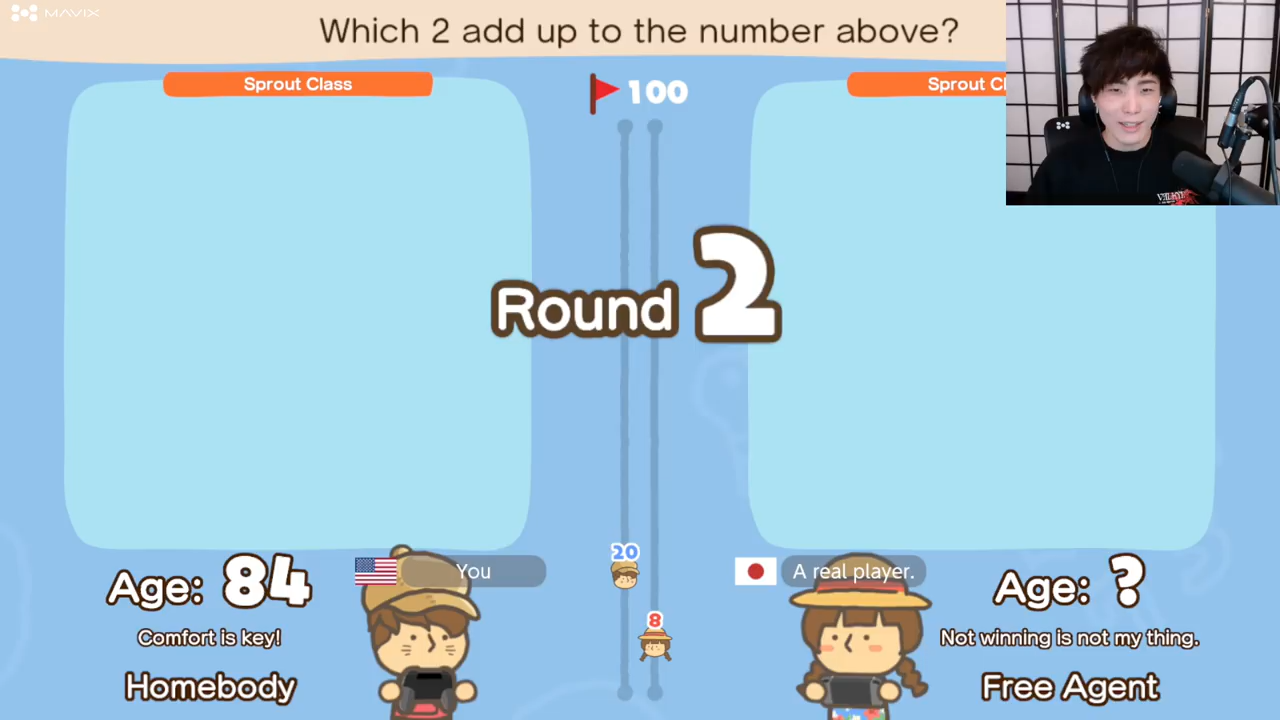 MAVIX
Which 2 add up to the number above?
Sprout Class
100
Sprout Cl
Round 2
20
8
You
A real player.
Age: 84
Comfort is key!
Homebody
Age: ?
Not winning is not my thing.
Free Agent